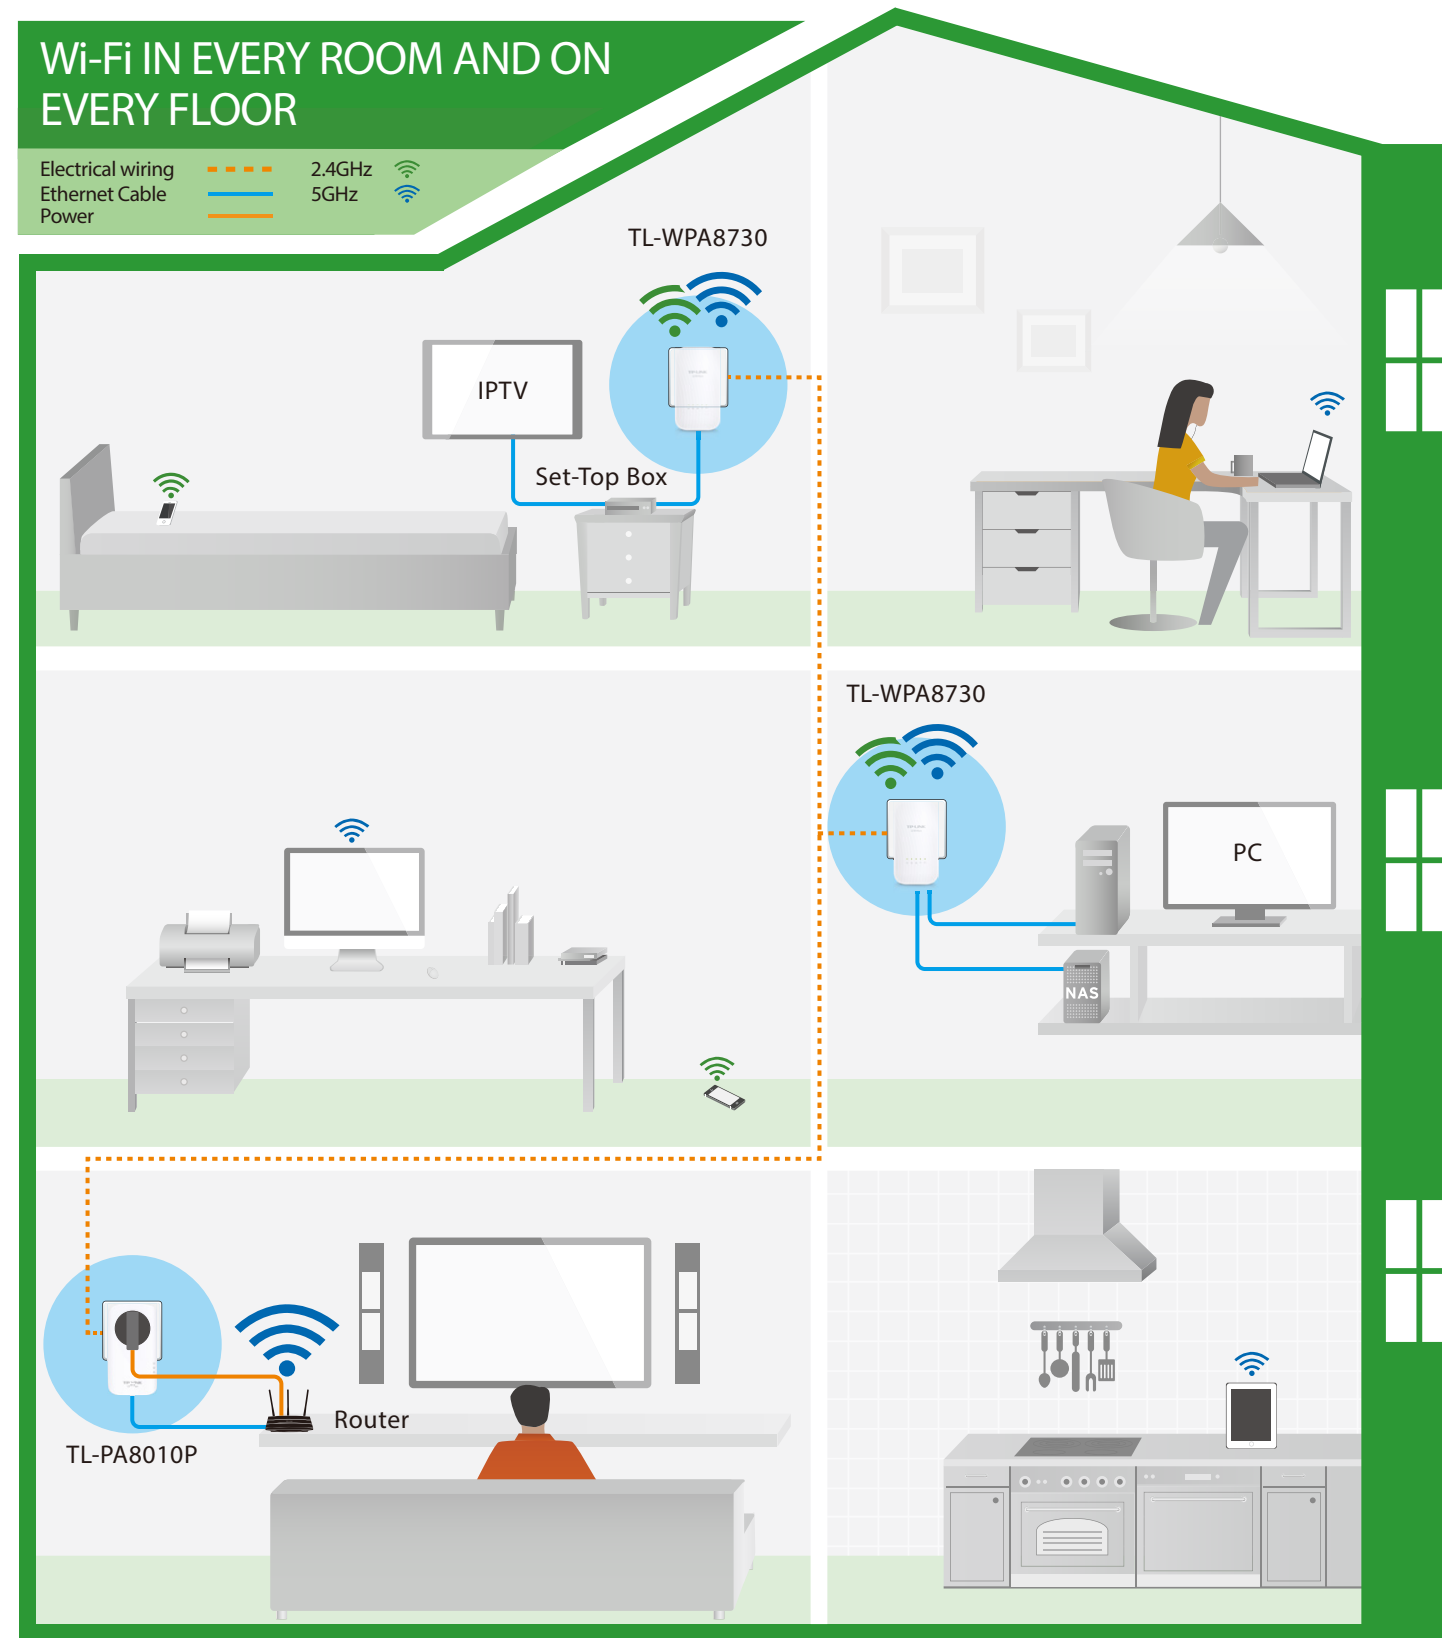 Wi-Fi IN EVERY ROOM AND ON
EVERY FLOOR
Electrical wiring 2.4GHz
Ethernet Cable 5GHz
Power
TL-WPA8730
IPTV
Set-Top Box
TL-WPA8730
PC
NAS
Router
TL-PA8010P